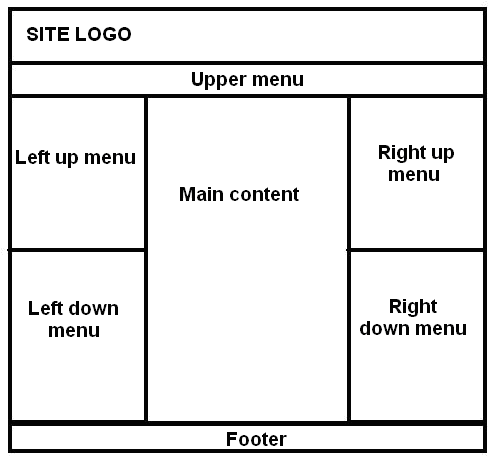 SITE LOGO
Upper menu
Left up menu
Main content
Right up
menu
Left down
menu
Right
down menu
Footer